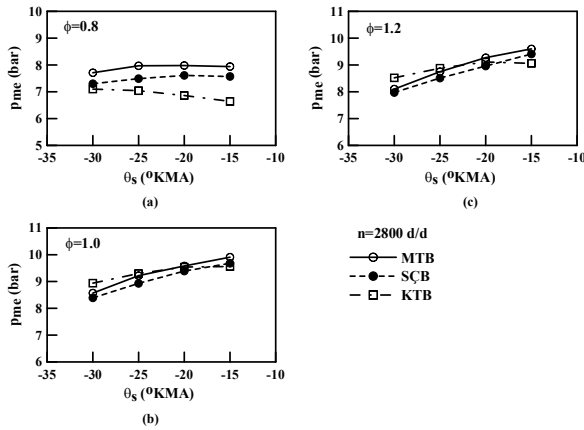 ϕ=0.8
10
9
8
7
6
5
pme (bar)
-35 -30 -25 -20 -15 -10
θs (ºKMA)
(a)
ϕ=1.2
10
9
8
7
6
pme (bar)
-35 -30 -25 -20 -15 -10
θs (ºKMA)
(c)
ϕ=1.0
11
10
9
8
7
6
pme (bar)
-35 -30 -25 -20 -15 -10
θs (ºKMA)
(b)
n=2800 d/d
MTB
SÇB
KTB